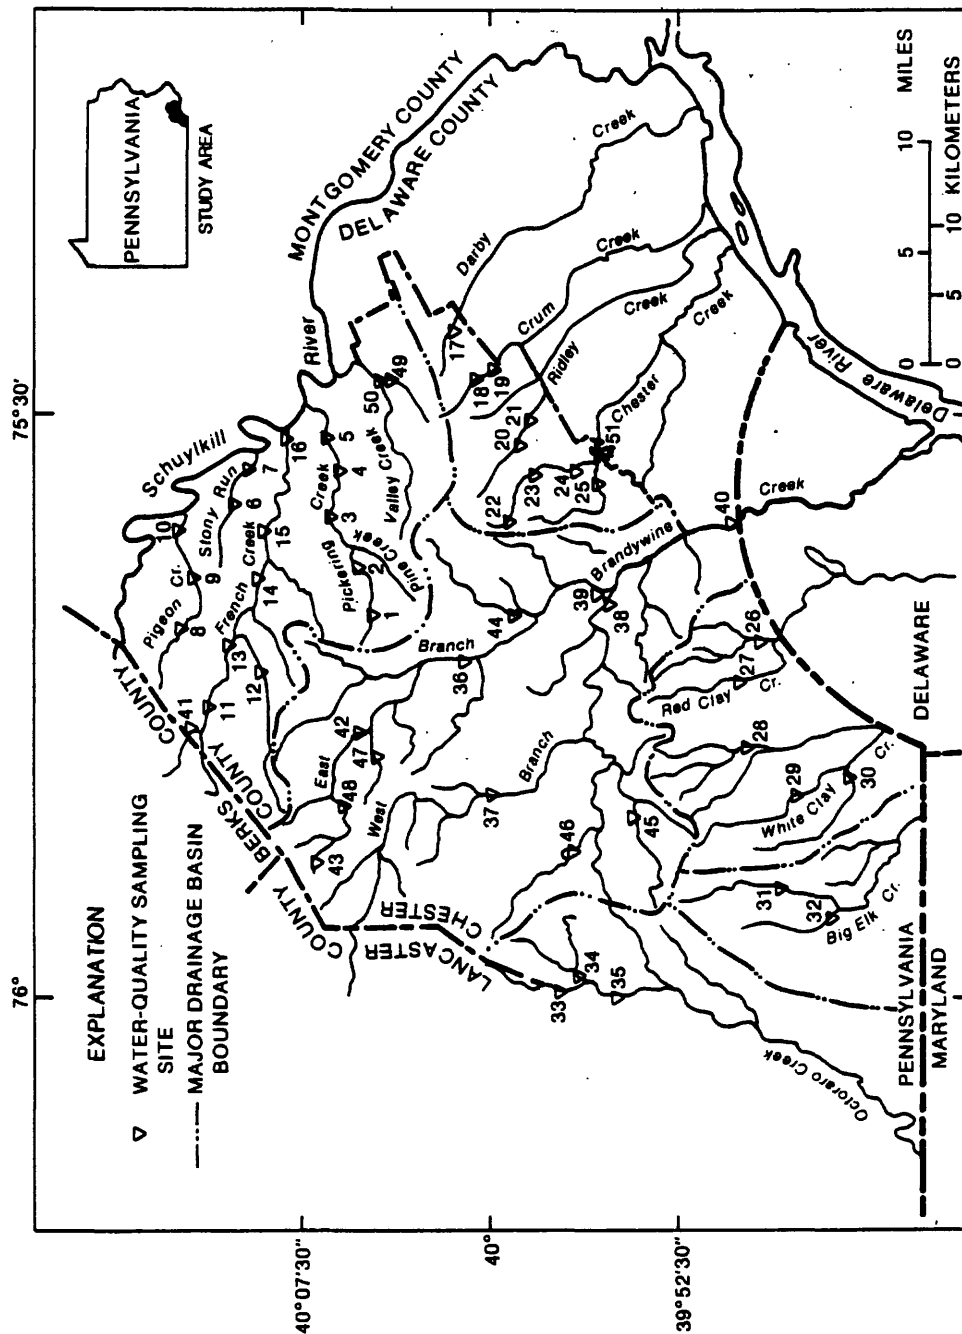 EXPLANATION
WATER-QUALITY SAMPLING
SITE
MAJOR DRAINAGE BASIN
BOUNDARY
PENNSYLVANIA
STUDY AREA
76°
75°30'
40°07'30"
40°
39°52'30"
BERKS COUNTY
COUNTY
LANCASTER COUNTY
CHESTER
MONTGOMERY COUNTY
DELAWARE COUNTY
Schuylkill River
Pigeon Cr.
Stony Run
French Creek
Pickering Creek
Pine Creek
Valley Creek
Darby Creek
Crum Creek
Ridley Creek
Chester Creek
East Branch
West Branch
Brandywine Creek
Red Clay Cr.
White Clay Cr.
Big Elk Cr.
Octoraro Creek
Delaware River
1
2
3
4
5
6
7
8
9
10
11
12
13
14
15
16
17
18
19
20
21
22
23
24
25
26
27
28
29
30
31
32
33
34
35
36
37
38
39
40
41
42
43
44
45
46
47
48
49
50
51
PENNSYLVANIA
MARYLAND
DELAWARE
0 5 10 MILES
0 5 10 KILOMETERS